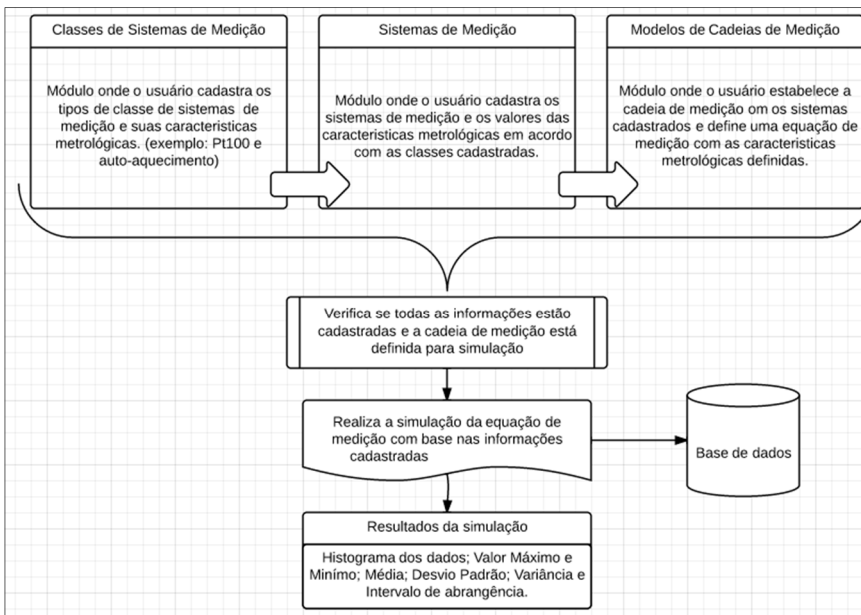 Classes de Sistemas de Medição
Módulo onde o usuário cadastra os
tipos de classe de sistemas de
medição e suas caracteristicas
metrológicas. (exemplo: Pt100 e
auto-aquecimento)
Sistemas de Medição
Módulo onde o usuário cadastra os
sistemas de medição e os valores das
caracteristicas metrológicas em acordo
com as classes cadastradas.
Modelos de Cadeias de Medição
Módulo onde o usuário estabelece a
cadeia de medição om os sistemas
cadastrados e define uma equação de
medição com as caracteristicas
metrológicas definidas.
Verifica se todas as informações estão
cadastradas e a cadeia de medição está
definida para simulação
Realiza a simulação da equação de
medição com base nas informações
cadastradas
Base de dados
Resultados da simulação
Histograma dos dados; Valor Máximo e
Minímo; Média; Desvio Padrão; Variância e
Intervalo de abrangência.